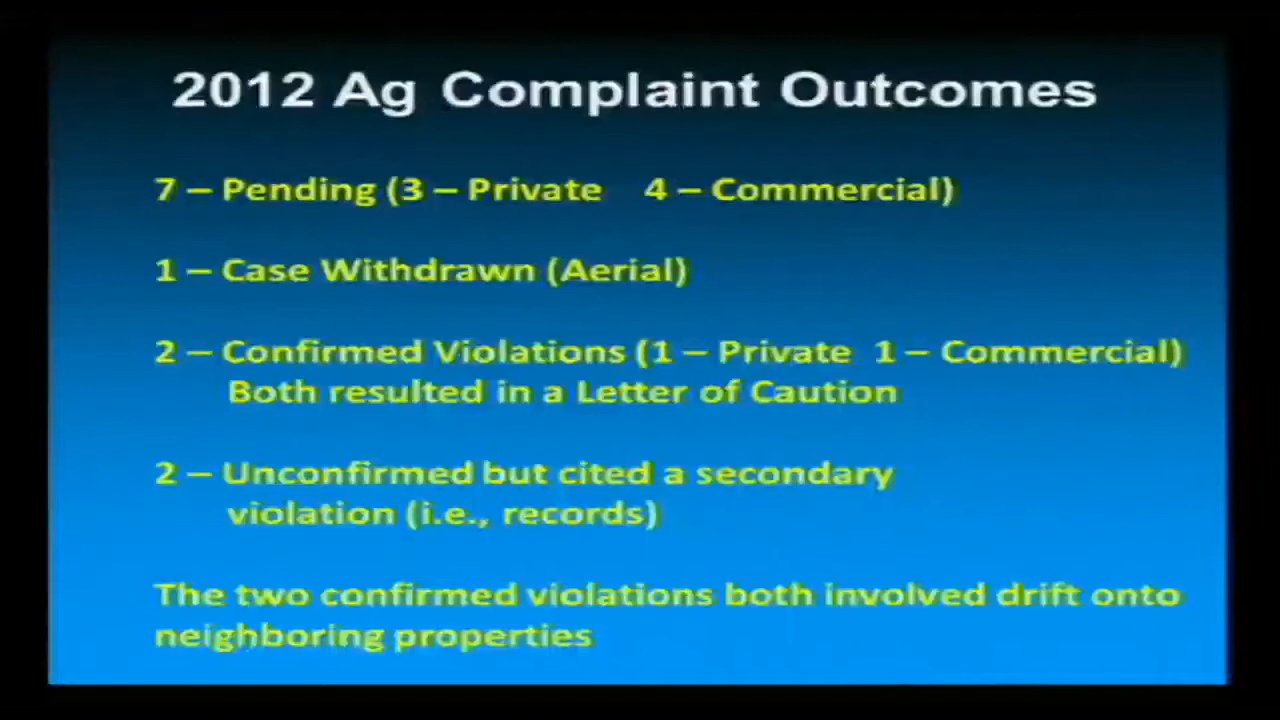 2012 Ag Complaint Outcomes
7 – Pending (3 – Private 4 – Commercial)
1 – Case Withdrawn (Aerial)
2 – Confirmed Violations (1 – Private 1 – Commercial)
Both resulted in a Letter of Caution
2 – Unconfirmed but cited a secondary
violation (i.e., records)
The two confirmed violations both involved drift onto
neighboring properties